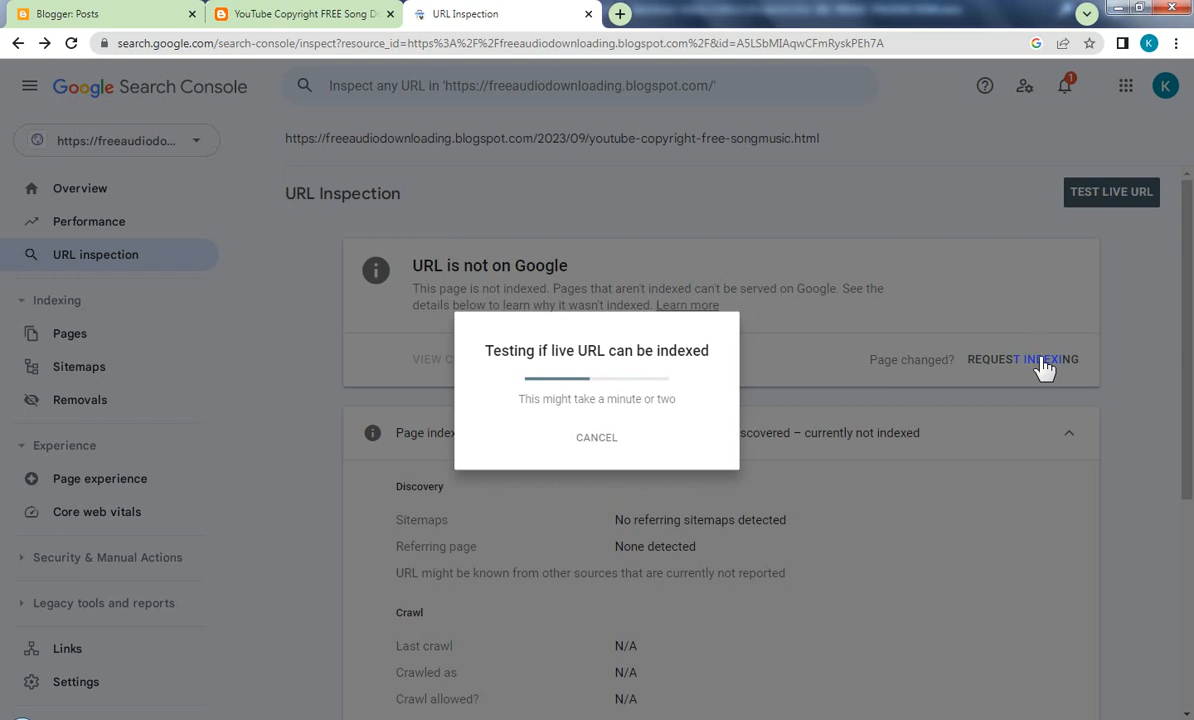 Blogger: Posts
YouTube Copyright FREE Song D
URL Inspection
search.google.com/search-console/inspect?resource_id=https%3A%2F%2Ffreeaudiodownloading.blogspot.com%2F&id=A5LSbMIAqwCFmRyskPEh7A
K
Google Search Console
Inspect any URL in 'https://freeaudiodownloading.blogspot.com/'
1
K
https://freeaudiodo...
https://freeaudiodownloading.blogspot.com/2023/09/youtube-copyright-free-songmusic.html
Overview
Performance
URL inspection
Indexing
Pages
Sitemaps
Removals
Experience
Page experience
Core web vitals
Security & Manual Actions
Legacy tools and reports
Links
Settings
URL Inspection
TEST LIVE URL
URL is not on Google
This page is not indexed. Pages that aren't indexed can't be served on Google. See the
details below to learn why it wasn't indexed. Learn more
VIEW C
Page changed?
REQUEST INDEXING
Testing if live URL can be indexed
This might take a minute or two
CANCEL
Page index
scovered – currently not indexed
Discovery
Sitemaps
No referring sitemaps detected
Referring page
None detected
URL might be known from other sources that are currently not reported
Crawl
Last crawl
N/A
Crawled as
N/A
Crawl allowed?
N/A